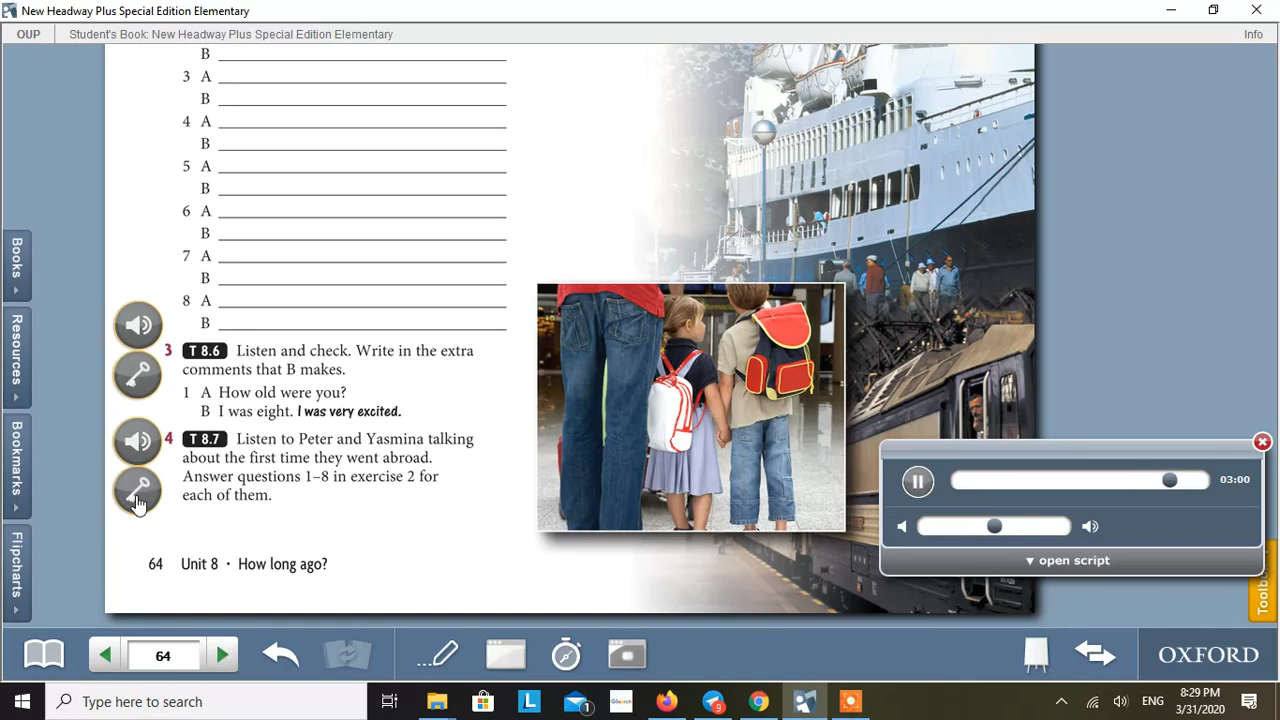 New Headway Plus Special Edition Elementary
OUP Student's Book: New Headway Plus Special Edition Elementary Info
B
3 A
B
4 A
B
5 A
B
6 A
B
7 A
B
8 A
B
3 T 8.6 Listen and check. Write in the extra
comments that B makes.
1 A How old were you?
B I was eight. I was very excited.
4 T 8.7 Listen to Peter and Yasmina talking
about the first time they went abroad.
Answer questions 1–8 in exercise 2 for
each of them.
64 Unit 8 • How long ago?
Books
Resources
Bookmarks
Flipcharts
03:00
▼ open script
64
OXFORD
Type here to search
L
1
QSearch
9
ENG
8:29 PM
3/31/2020